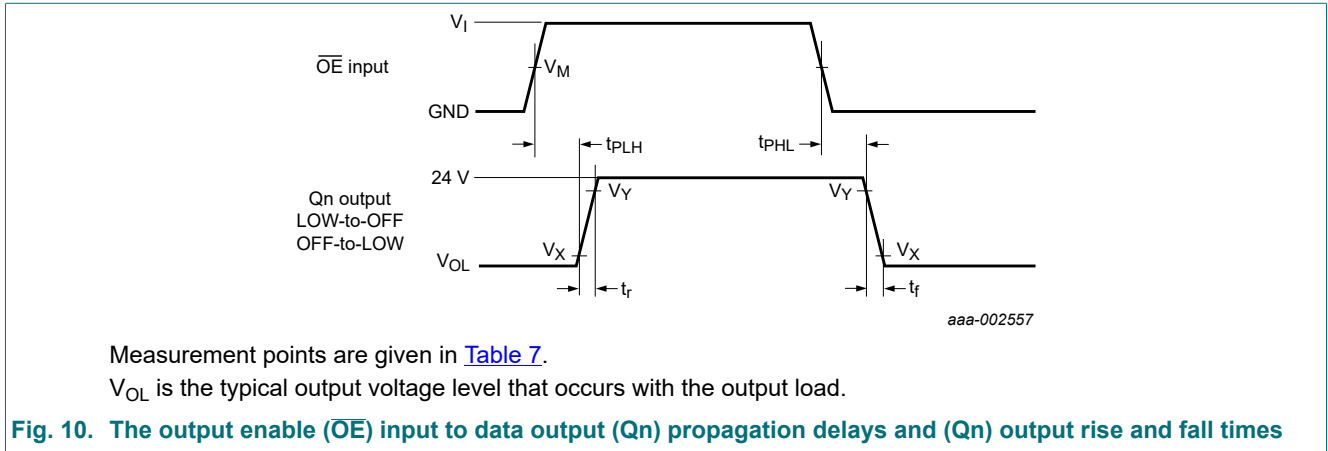 V_I
OE input
V_M
GND
t_PLH
t_PHL
24 V
Qn output
LOW-to-OFF
OFF-to-LOW
V_Y
V_Y
V_X
V_X
V_OL
t_r
t_f
aaa-002557
Measurement points are given in Table 7.
V_OL is the typical output voltage level that occurs with the output load.
Fig. 10. The output enable (OE) input to data output (Qn) propagation delays and (Qn) output rise and fall times